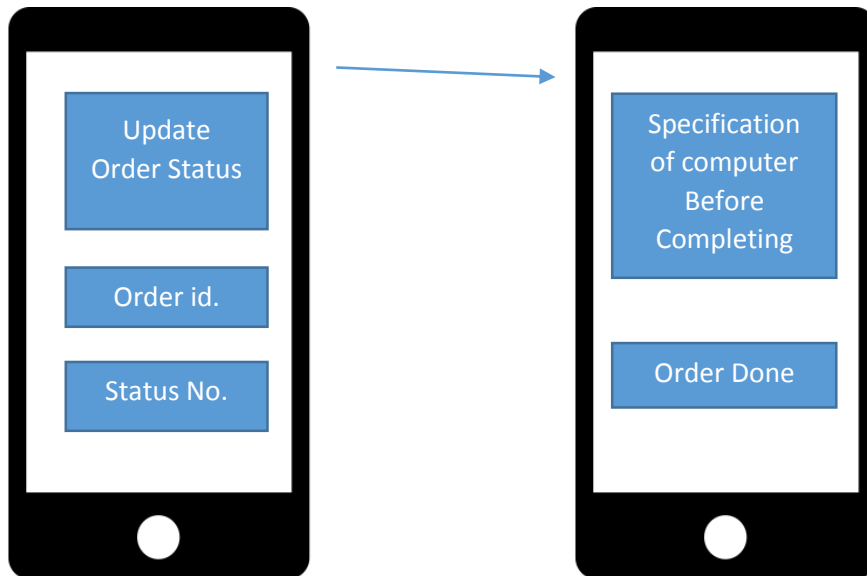 Update
Order Status
Order id.
Status No.
Specification
of computer
Before
Completing
Order Done